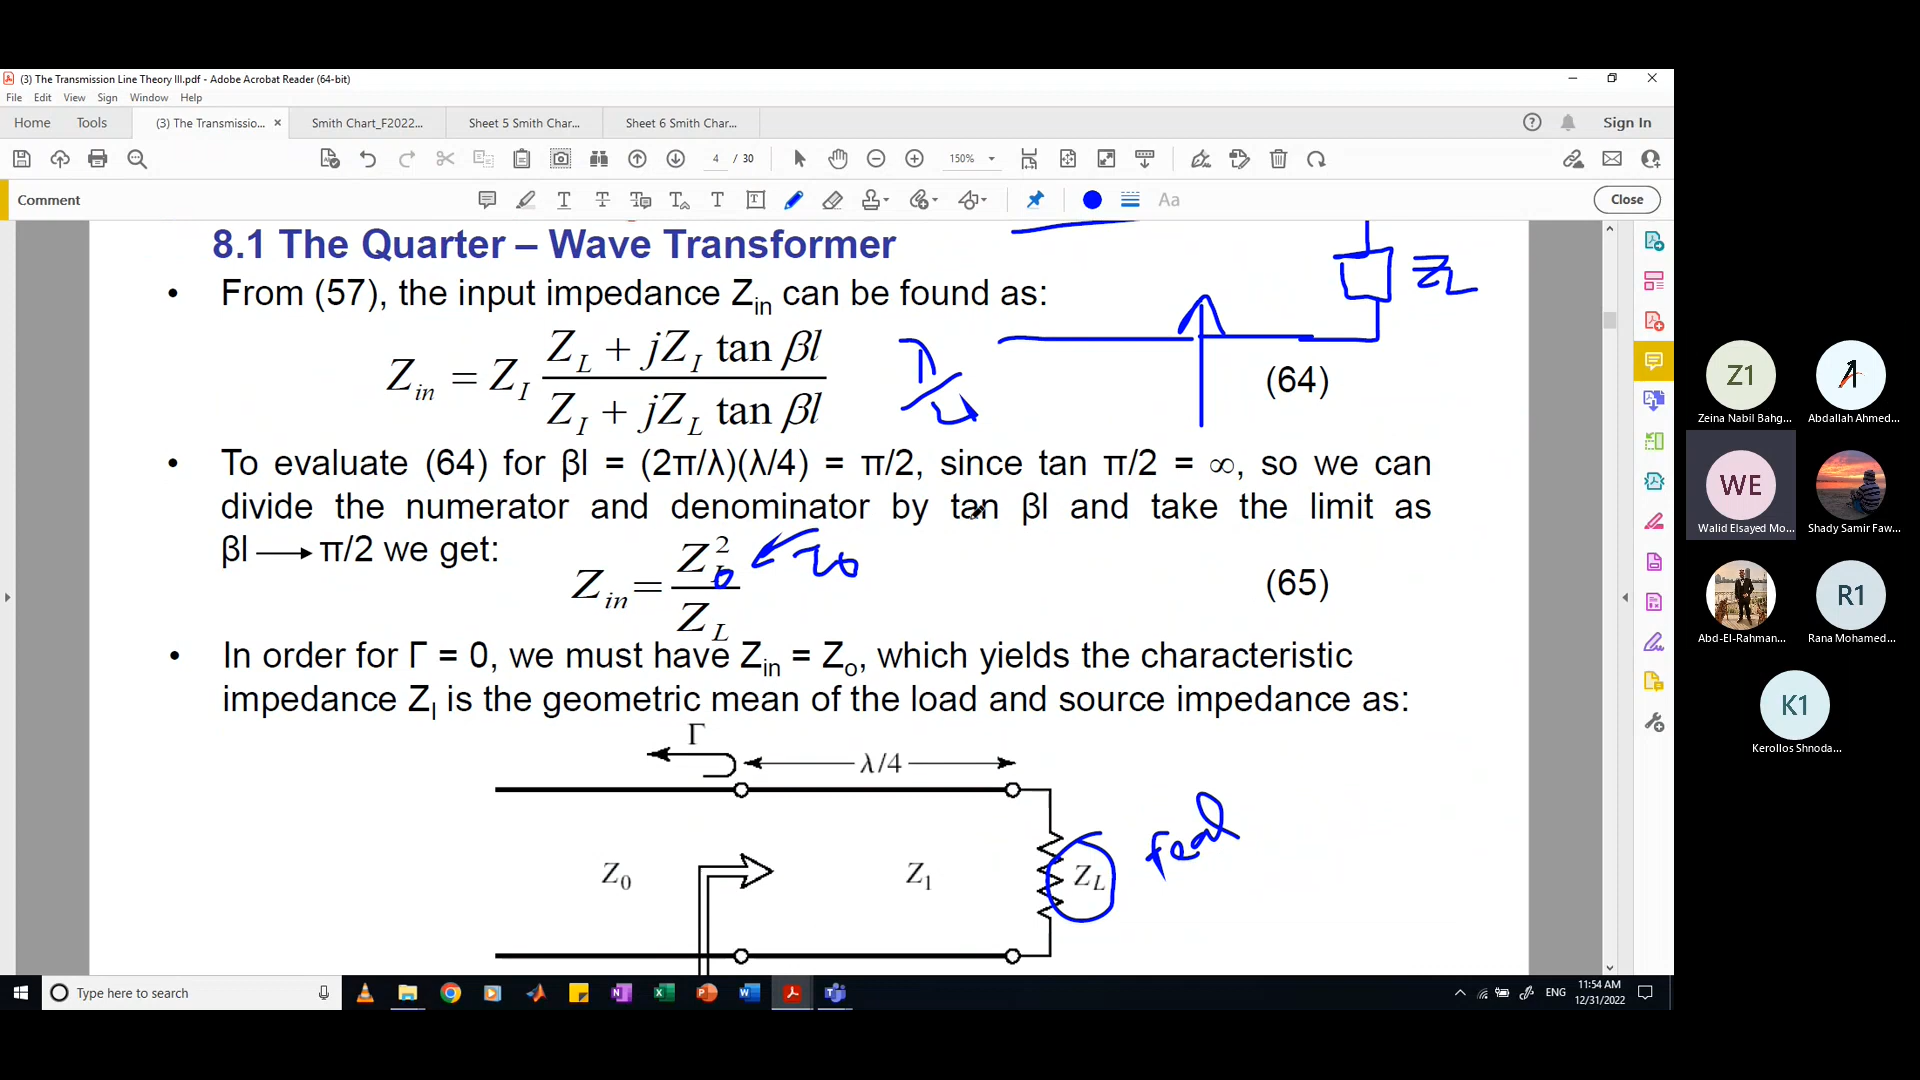 (3) The Transmission Line Theory III.pdf - Adobe Acrobat Reader (64-bit)
File Edit View Sign Window Help
Home Tools (3) The Transmissio... × Smith Chart_F2022... Sheet 5 Smith Char... Sheet 6 Smith Char... Sign In
4 / 30 150%
Comment Aa Close
8.1 The Quarter – Wave Transformer
• From (57), the input impedance Zin can be found as:
ZL
Zin = ZI (ZL + jZI tan βl) / (ZI + jZL tan βl) (64)
• To evaluate (64) for βl = (2π/λ)(λ/4) = π/2, since tan π/2 = ∞, so we can
divide the numerator and denominator by tan βl and take the limit as
βl ⟶ π/2 we get:
Zin = Z0² / ZL Z0 (65)
• In order for Γ = 0, we must have Zin = Zo, which yields the characteristic
impedance ZI is the geometric mean of the load and source impedance as:
Γ
λ/4
Z0 Z1 ZL real
Z1
Zeina Nabil Bahg...
Abdallah Ahmed...
WE
Walid Elsayed Mo...
Shady Samir Faw...
Abd-El-Rahman...
R1
Rana Mohamed...
K1
Kerollos Shnoda...
Type here to search
ENG
11:54 AM
12/31/2022